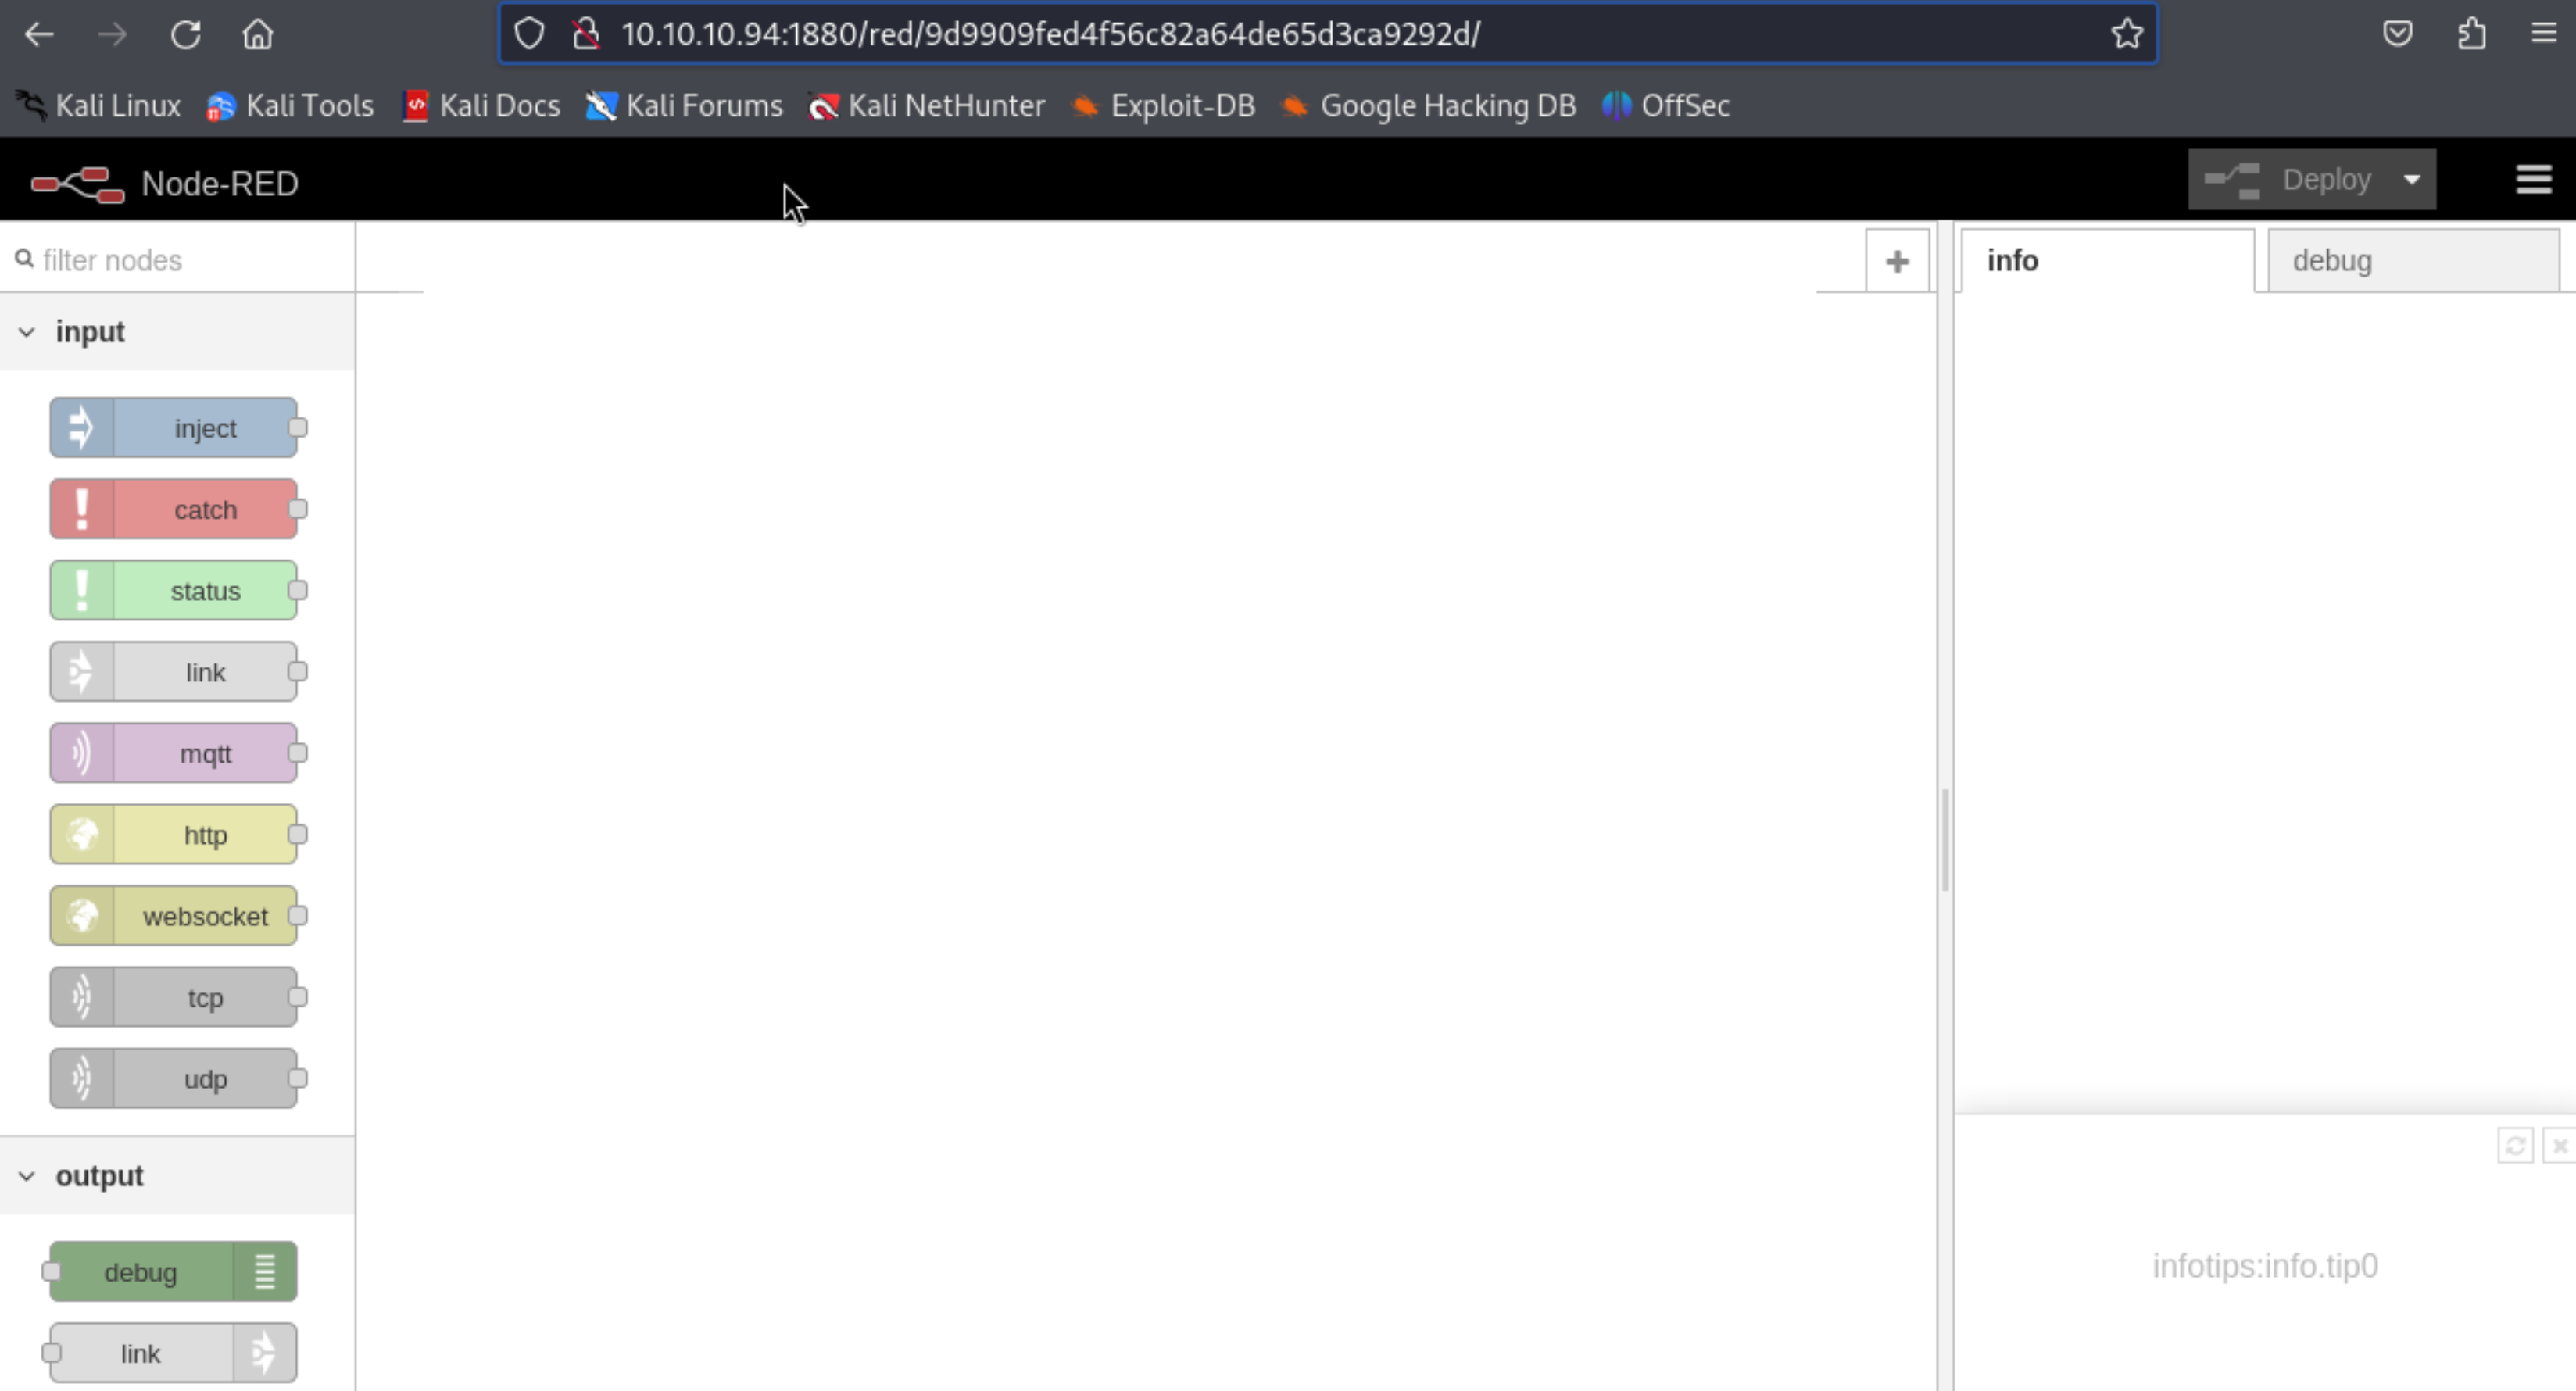 10.10.10.94:1880/red/9d9909fed4f56c82a64de65d3ca9292d/
Kali Linux Kali Tools Kali Docs Kali Forums Kali NetHunter Exploit-DB Google Hacking DB OffSec
Node-RED Deploy
filter nodes info debug
input
inject
catch
status
link
mqtt
http
websocket
tcp
udp
output
debug
infotips:info.tip0
link